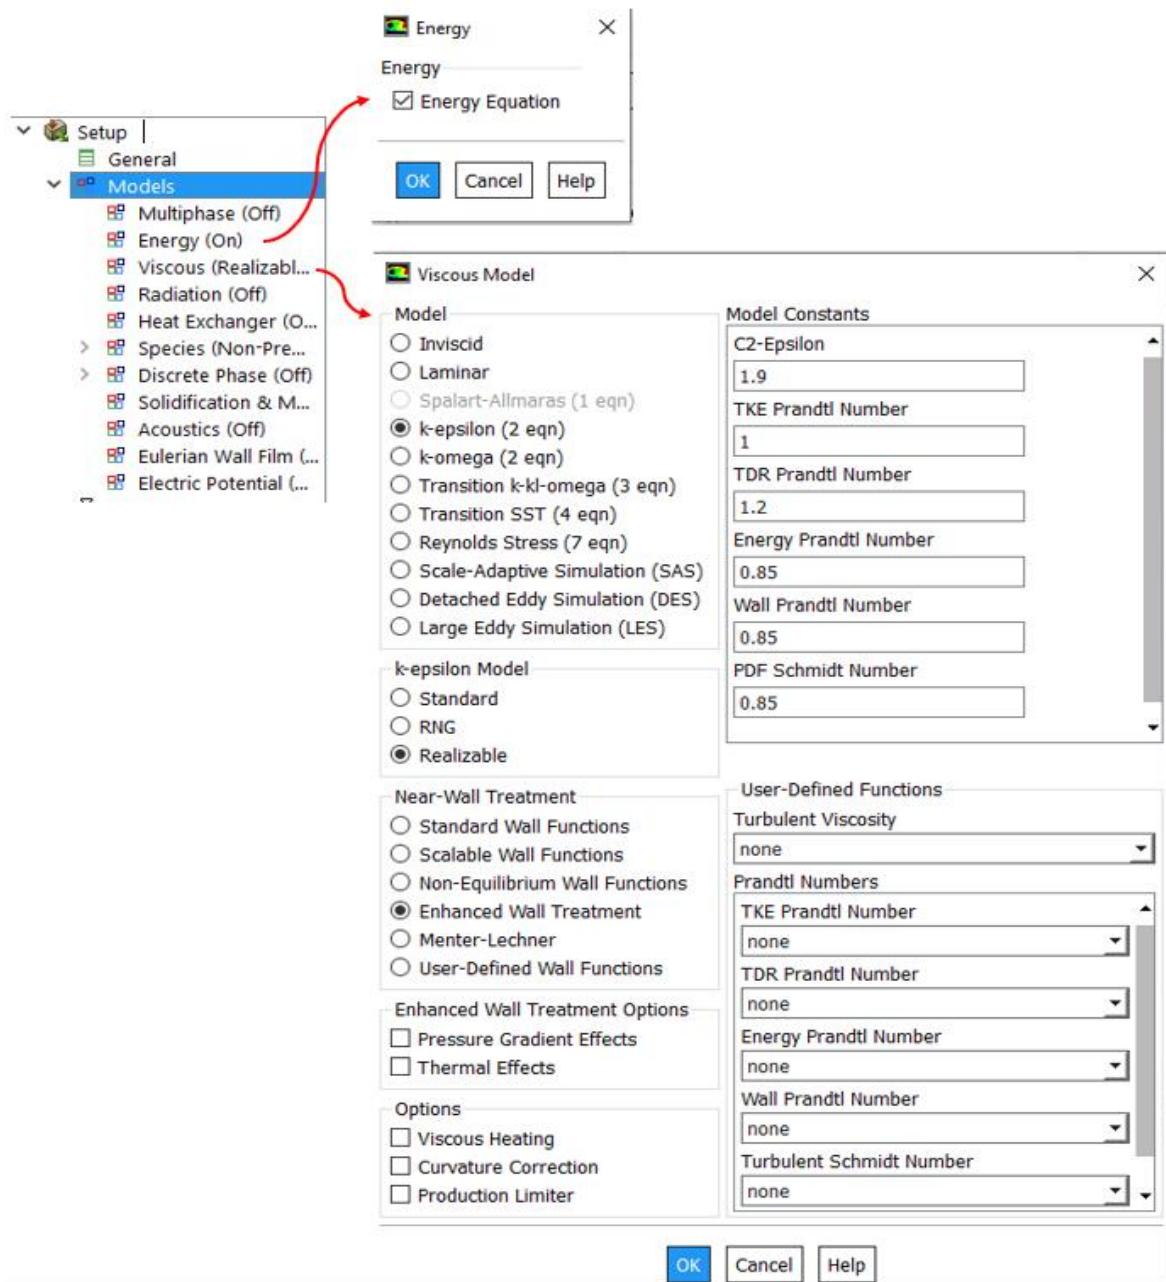 Energy
Energy
Energy Equation
OK
Cancel
Help
Setup
General
Models
Multiphase (Off)
Energy (On)
Viscous (Realizabl...
Radiation (Off)
Heat Exchanger (O...
Species (Non-Pre...
Discrete Phase (Off)
Solidification & M...
Acoustics (Off)
Eulerian Wall Film (...
Electric Potential (...
Viscous Model
Model
Inviscid
Laminar
Spalart-Allmaras (1 eqn)
k-epsilon (2 eqn)
k-omega (2 eqn)
Transition k-kl-omega (3 eqn)
Transition SST (4 eqn)
Reynolds Stress (7 eqn)
Scale-Adaptive Simulation (SAS)
Detached Eddy Simulation (DES)
Large Eddy Simulation (LES)
k-epsilon Model
Standard
RNG
Realizable
Near-Wall Treatment
Standard Wall Functions
Scalable Wall Functions
Non-Equilibrium Wall Functions
Enhanced Wall Treatment
Menter-Lechner
User-Defined Wall Functions
Enhanced Wall Treatment Options
Pressure Gradient Effects
Thermal Effects
Options
Viscous Heating
Curvature Correction
Production Limiter
Model Constants
C2-Epsilon
1.9
TKE Prandtl Number
1
TDR Prandtl Number
1.2
Energy Prandtl Number
0.85
Wall Prandtl Number
0.85
PDF Schmidt Number
0.85
User-Defined Functions
Turbulent Viscosity
none
Prandtl Numbers
TKE Prandtl Number
none
TDR Prandtl Number
none
Energy Prandtl Number
none
Wall Prandtl Number
none
Turbulent Schmidt Number
none
OK
Cancel
Help